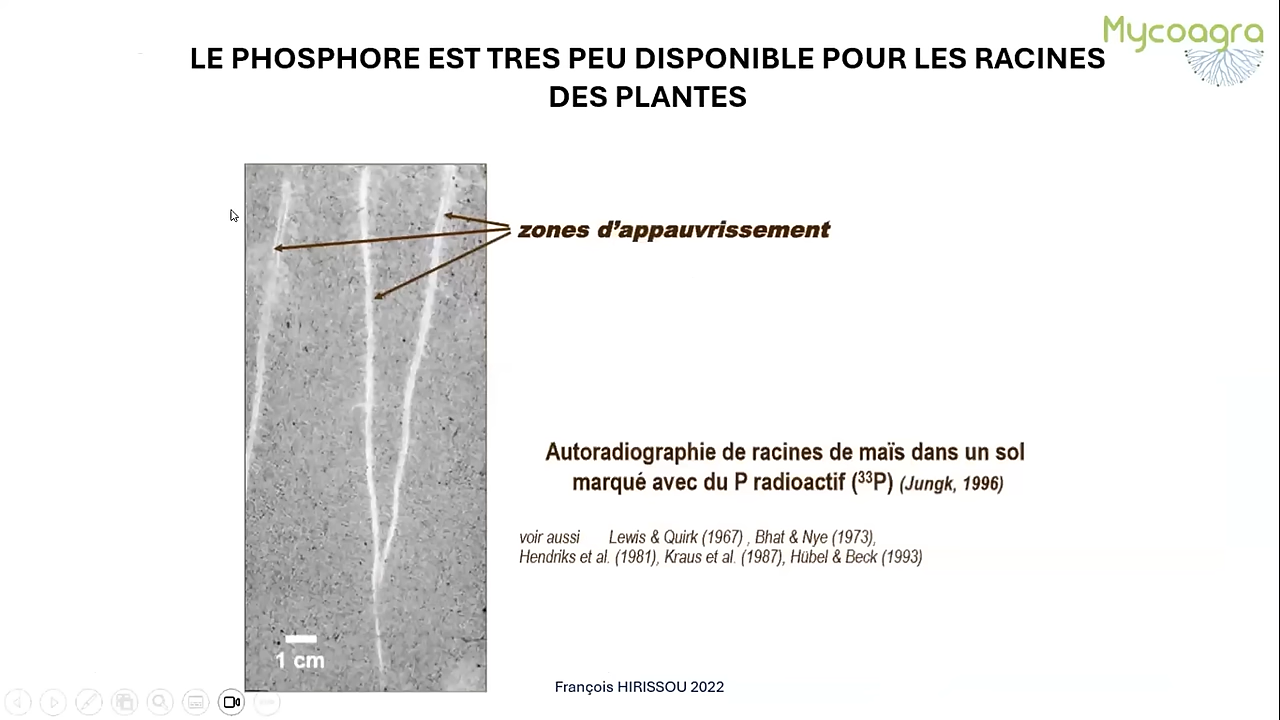 Mycoagra
LE PHOSPHORE EST TRES PEU DISPONIBLE POUR LES RACINES
DES PLANTES
zones d’appauvrissement
Autoradiographie de racines de maïs dans un sol
marqué avec du P radioactif (³³P) (Jungk, 1996)
voir aussi Lewis & Quirk (1967) , Bhat & Nye (1973),
Hendriks et al. (1981), Kraus et al. (1987), Hübel & Beck (1993)
1 cm
François HIRISSOU 2022